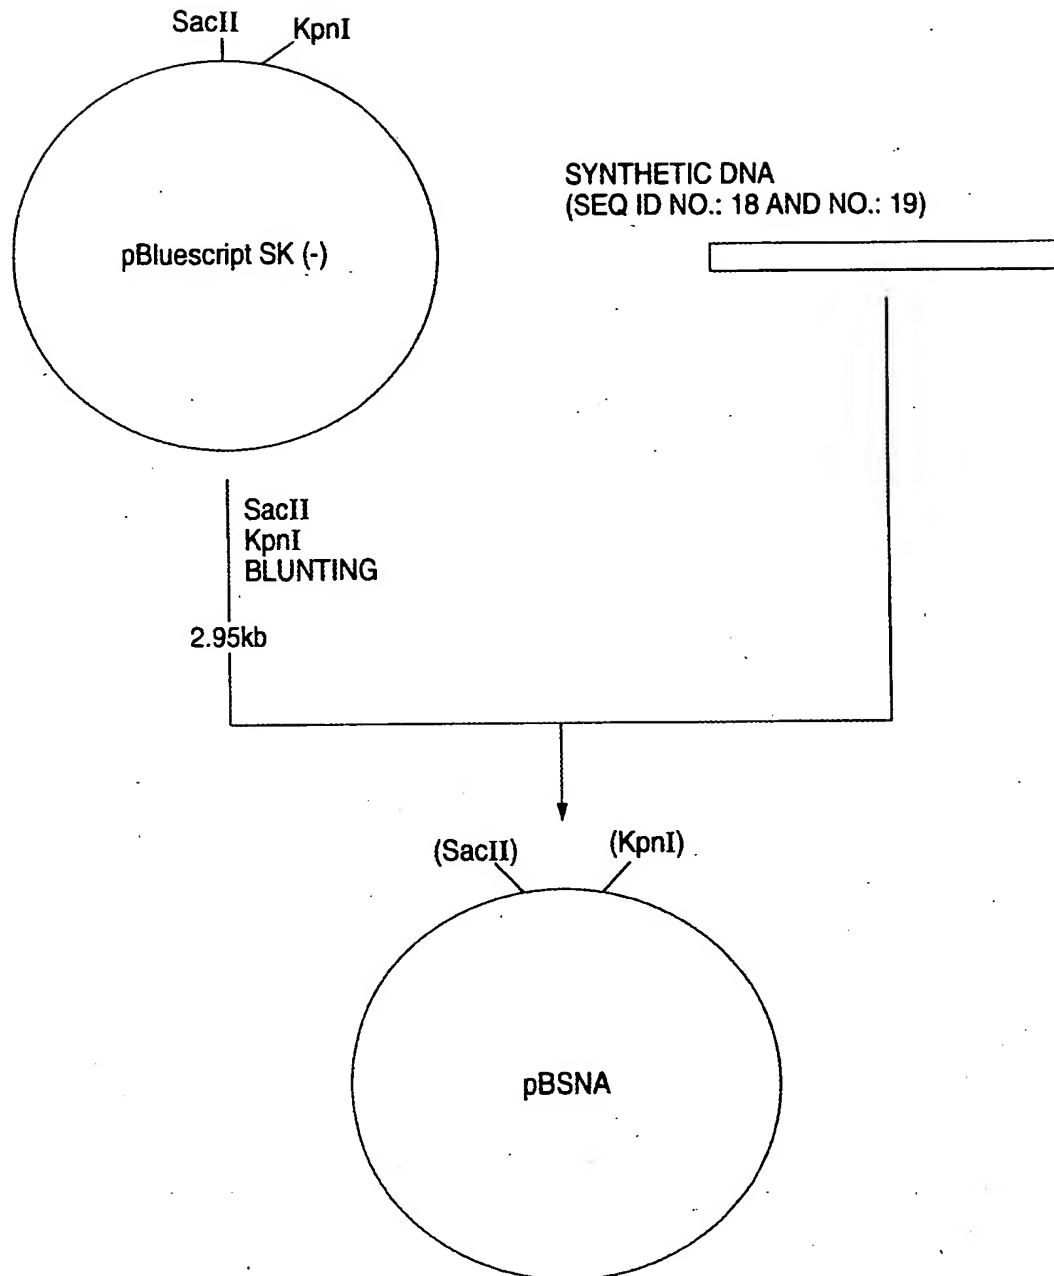 SacII
KpnI
pBluescript SK (-)
SYNTHETIC DNA
(SEQ ID NO.: 18 AND NO.: 19)
SacII
KpnI
BLUNTING
2.95kb
(SacII)
(KpnI)
pBSNA